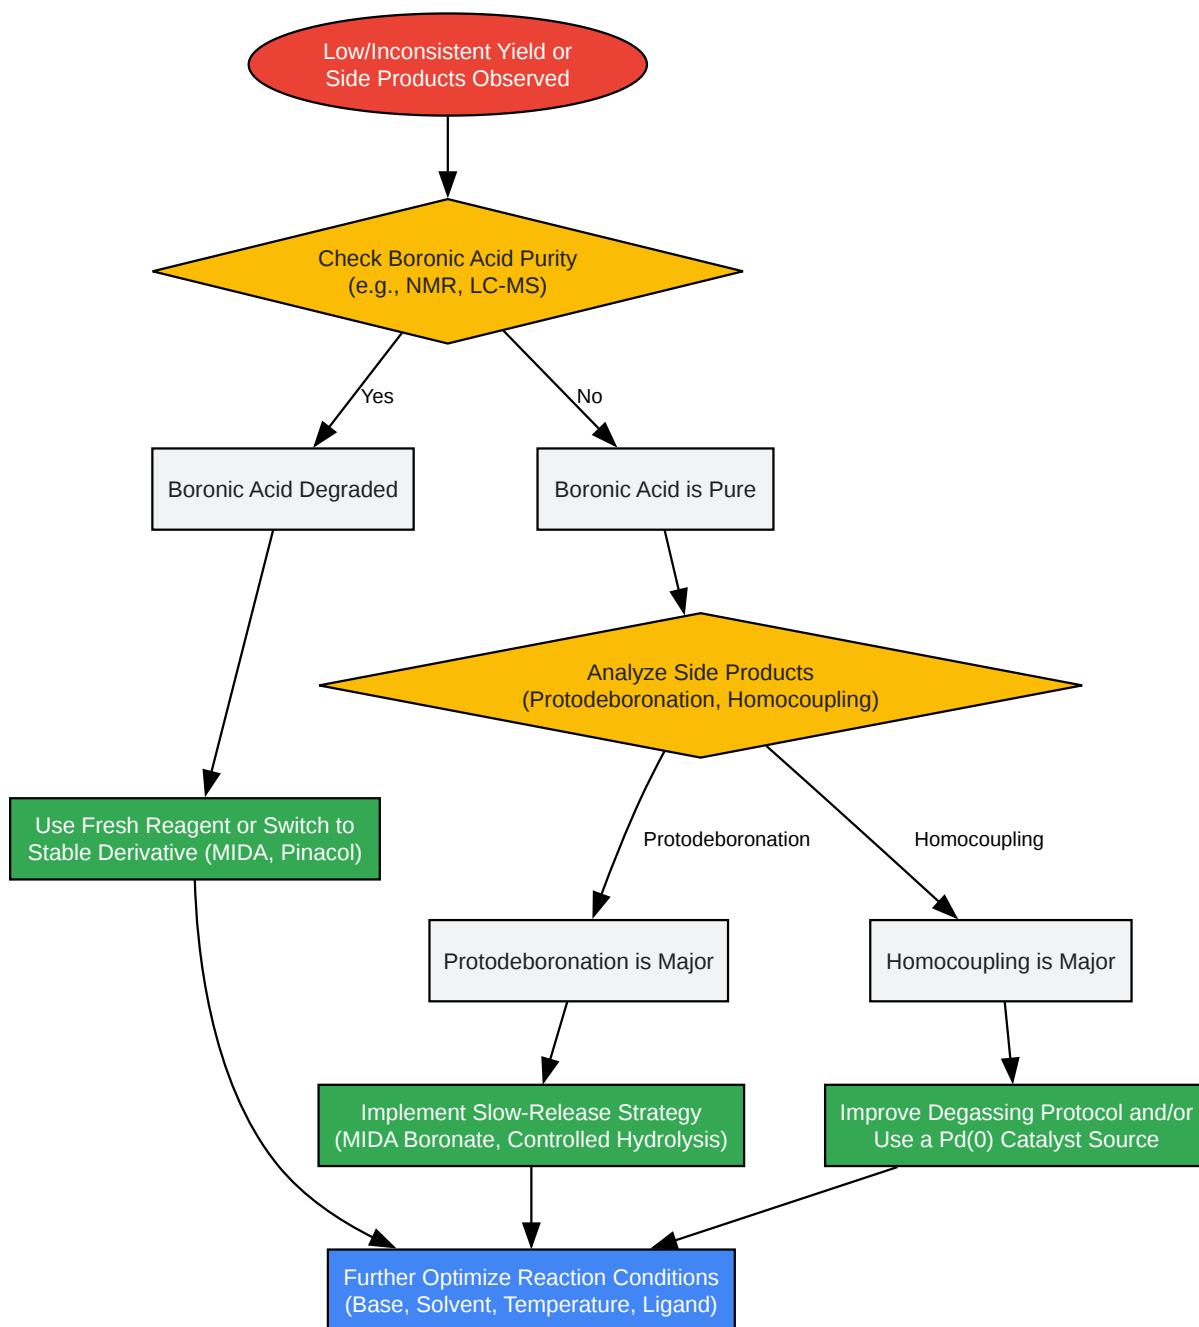 Low/Inconsistent Yield or
Side Products Observed
Check Boronic Acid Purity
(e.g., NMR, LC-MS)
Yes
No
Boronic Acid Degraded
Boronic Acid is Pure
Analyze Side Products
(Protodeboronation, Homocoupling)
Use Fresh Reagent or Switch to
Stable Derivative (MIDA, Pinacol)
Protodeboronation
Homocoupling
Protodeboronation is Major
Homocoupling is Major
Implement Slow-Release Strategy
(MIDA Boronate, Controlled Hydrolysis)
Improve Degassing Protocol and/or
Use a Pd(0) Catalyst Source
Further Optimize Reaction Conditions
(Base, Solvent, Temperature, Ligand)